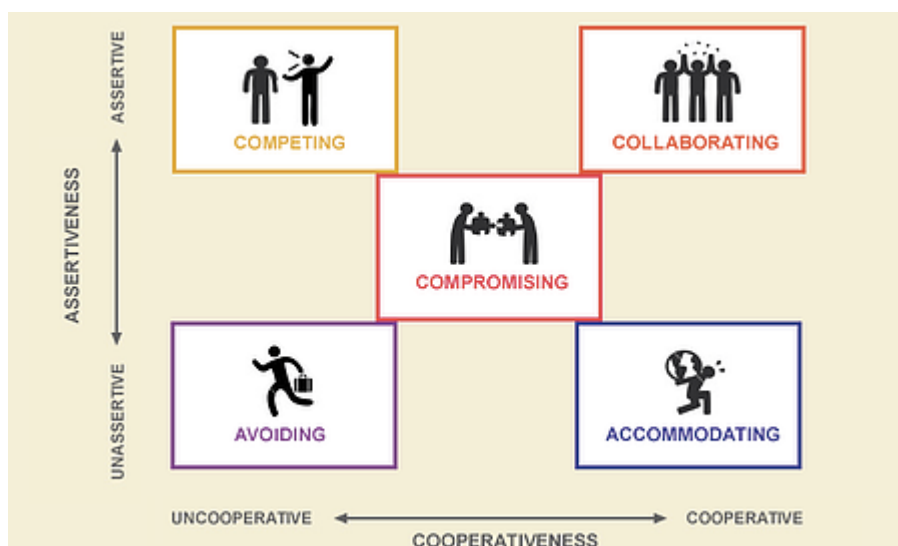 ASSERTIVE
COMPETING
COLLABORATING
ASSERTIVENESS
COMPROMISING
UNASSERTIVE
AVOIDING
ACCOMMODATING
UNCOOPERATIVE
COOPERATIVE
COOPERATIVENESS